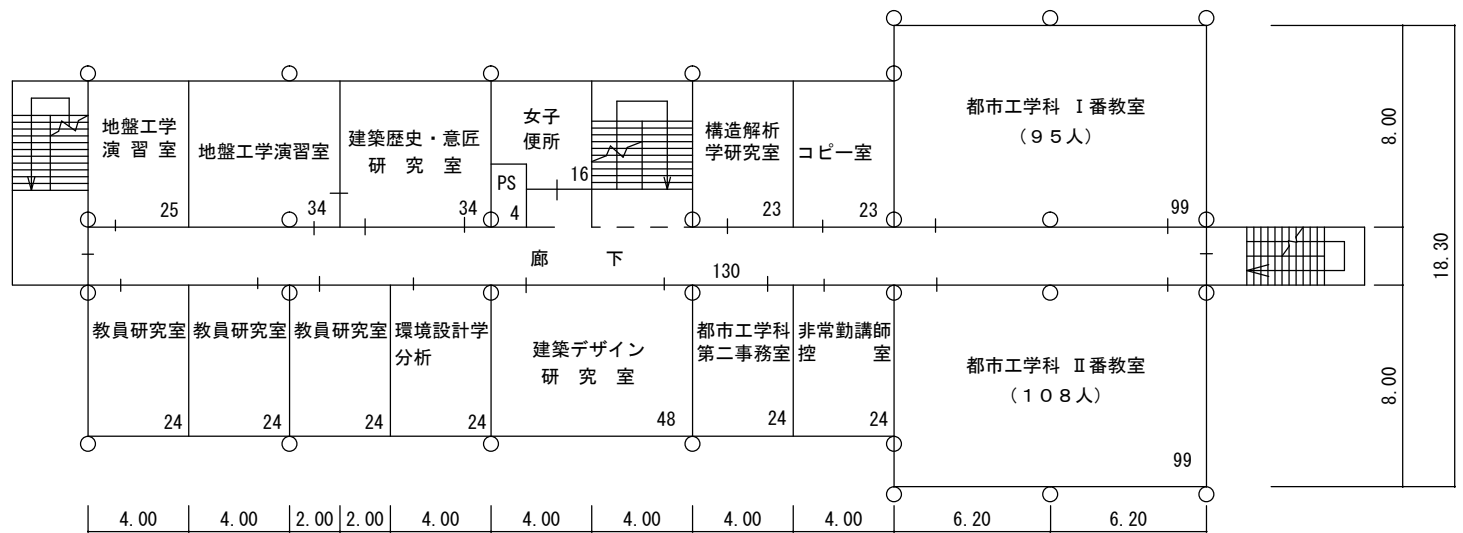 地盤工学
演習室
25
地盤工学演習室
34
建築歴史・意匠
研究室
34
女子
便所
16
PS
4
構造解析
学研究室
23
コピー室
23
都市工学科 Ⅰ番教室
(95人)
99
8.00
18.30
廊下
130
教員研究室
24
教員研究室
24
教員研究室
24
環境設計学
分析
24
建築デザイン
研究室
48
都市工学科
第二事務室
24
非常勤講師
控室
24
都市工学科 Ⅱ番教室
(108人)
99
8.00
4.00 4.00 2.00 2.00 4.00 4.00 4.00 4.00 4.00 6.20 6.20